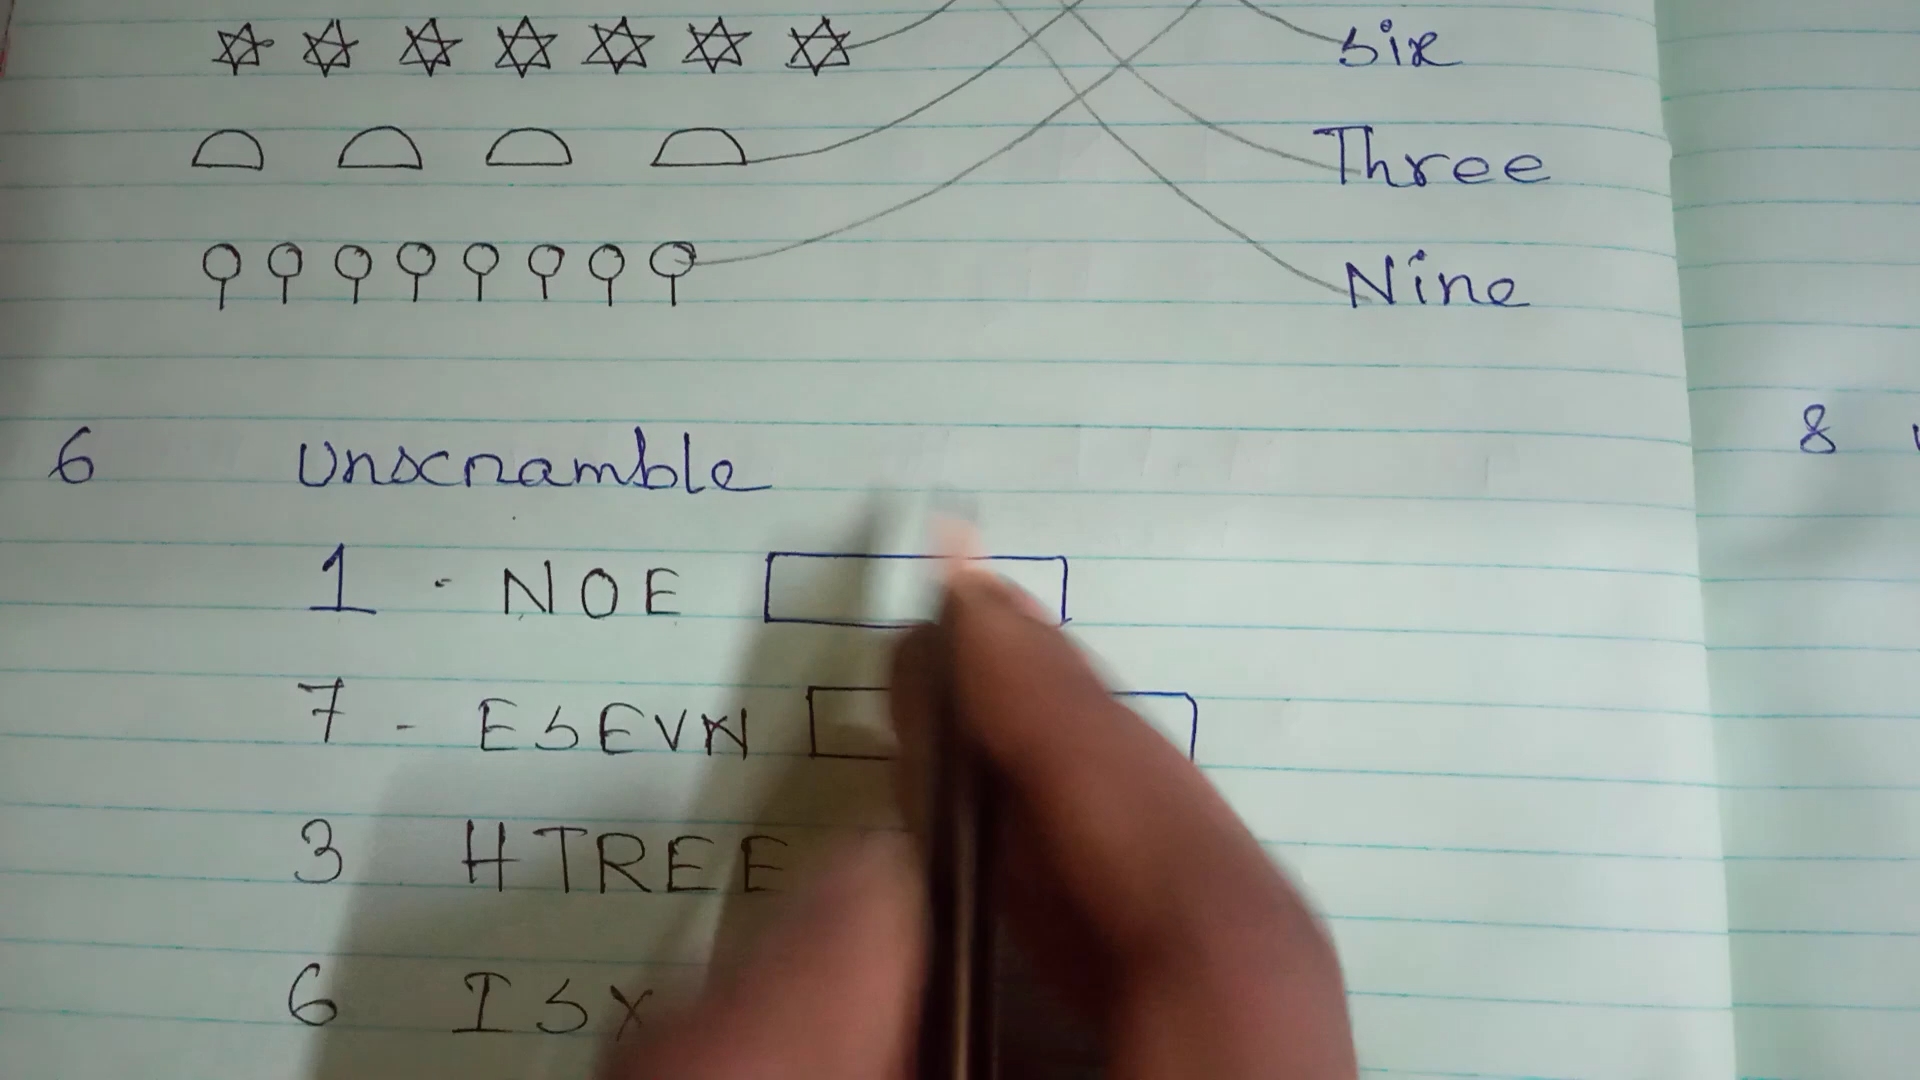 Six
Three
Nine
6 Unscramble
8
1 - NOE
7 - ESEVN
3 HTREE
6 ISX